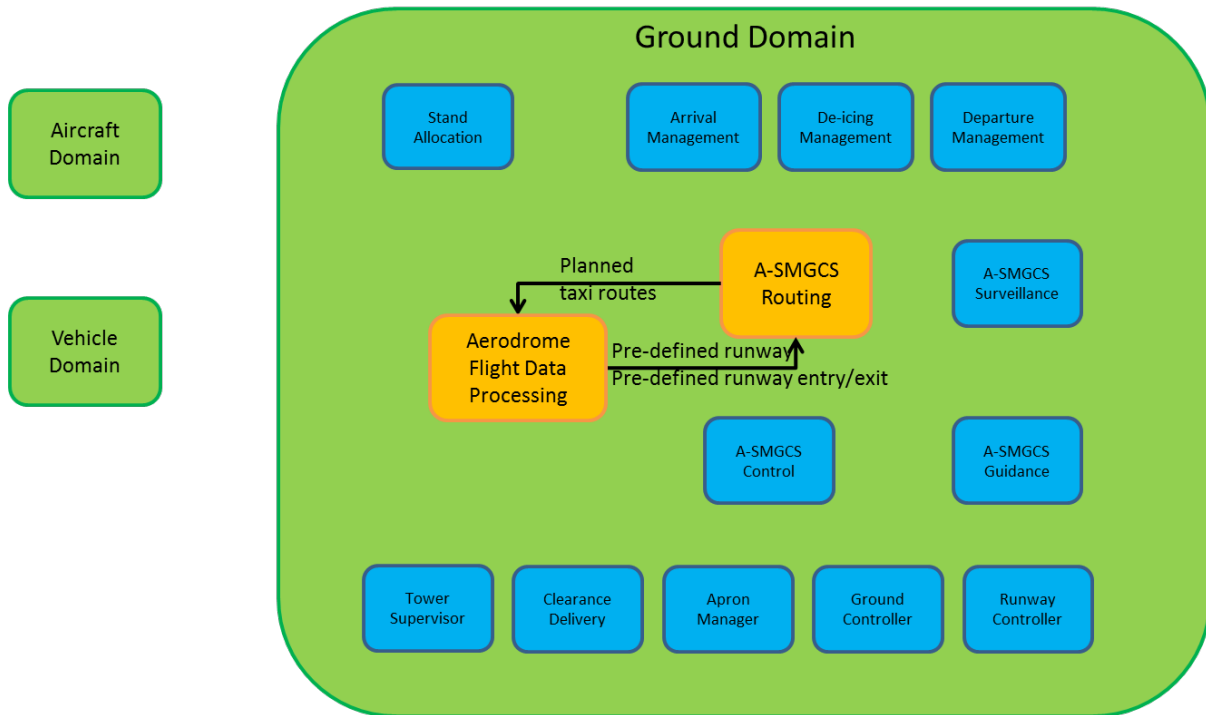 Ground Domain
Aircraft
Domain
Stand
Allocation
Arrival
Management
De-icing
Management
Departure
Management
Planned
taxi routes
A-SMGCS
Routing
A-SMGCS
Surveillance
Vehicle
Domain
Aerodrome
Flight Data
Processing
Pre-defined runway
Pre-defined runway entry/exit
A-SMGCS
Control
A-SMGCS
Guidance
Tower
Supervisor
Clearance
Delivery
Apron
Manager
Ground
Controller
Runway
Controller